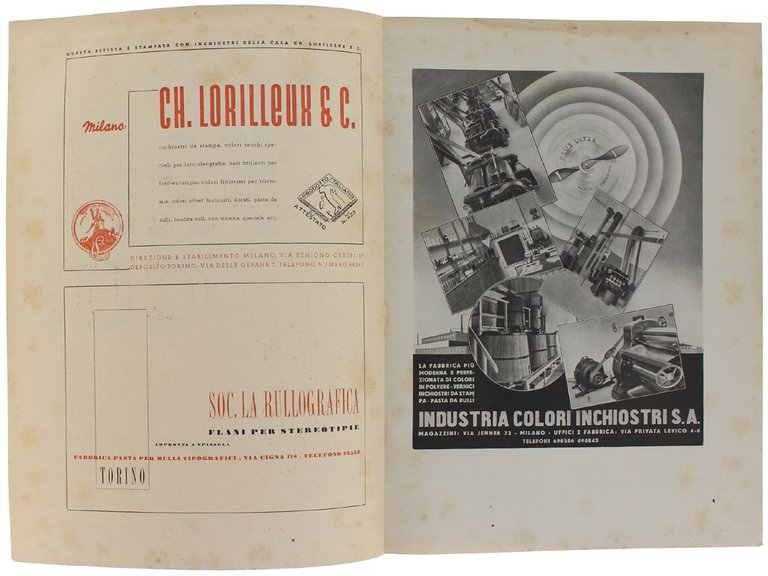 QUESTA RIVISTA È STAMPATA CON INCHIOSTRI DELLA CASA CH. LORILLEUX E C.
Milano
CH. LORILLEUX & C.
inchiostri da stampa, colori secchi spe-
ciali per foto-oleografie, neri brillanti per
foto-autotipie, colori finissimi per tricro-
mie, colori offset inchiostri dorati, pasta da
rulli, fondita rulli con sistema speciale ecc.
PRODOTTO ITALIANO
ATTESTATO
N. 223
DIREZIONE E STABILIMENTO MILANO, VIA BENIGNO CRESPI 57
DEPOSITO TORINO, VIA DELLE ORFANE 7, TELEFONO NUMERO
SOC. LA RULLOGRAFICA
FLANI PER STEREOTIPIE
IMPRONTA A SPAZZOLA
FABBRICA PASTA PER RULLI TIPOGRAFICI . VIA CIGNA 116 . TELEFONO
TORINO
PLUS ULTRA
LA FABBRICA PIÙ
MODERNA E PERFE-
ZIONATA DI COLORI
IN POLVERE - VERNICI
INCHIOSTRI DA STAM
PA - PASTA DA RULLI
INDUSTRIA COLORI INCHIOSTRI S.A.
MAGAZZINI: VIA JENNER 73 - MILANO - UFFICI E FABBRICA: VIA PRIVATA LEVICO 4-6
TELEFONI 690586 690843